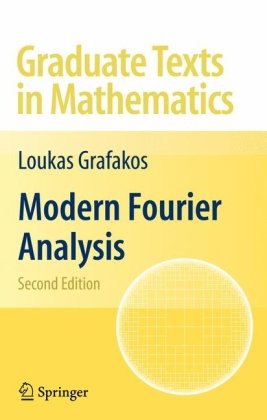 Graduate Texts
in Mathematics
Loukas Grafakos
Modern Fourier
Analysis
Second Edition
Springer